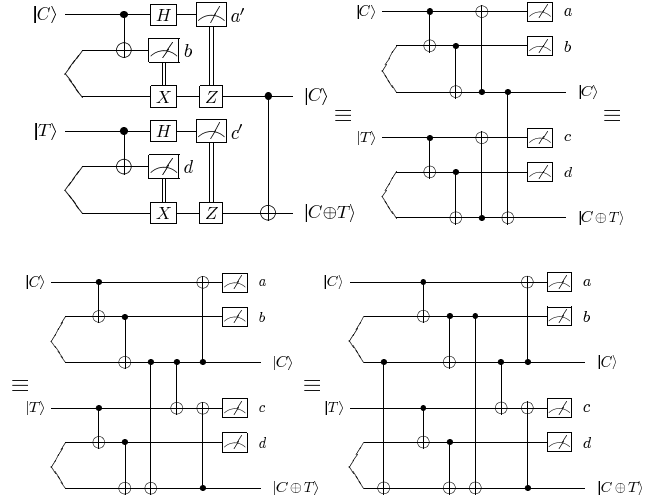 |C⟩ H a′
b
X Z |C⟩
|T⟩ H c′
d
X Z |C⊕T⟩
≡
|C⟩ a
b
|C⟩
|T⟩ c
d
|C ⊕ T⟩
≡
≡
|C⟩ a
b
|C⟩
|T⟩ c
d
|C ⊕ T⟩
≡
|C⟩ a
b
|C⟩
|T⟩ c
d
|C ⊕ T⟩